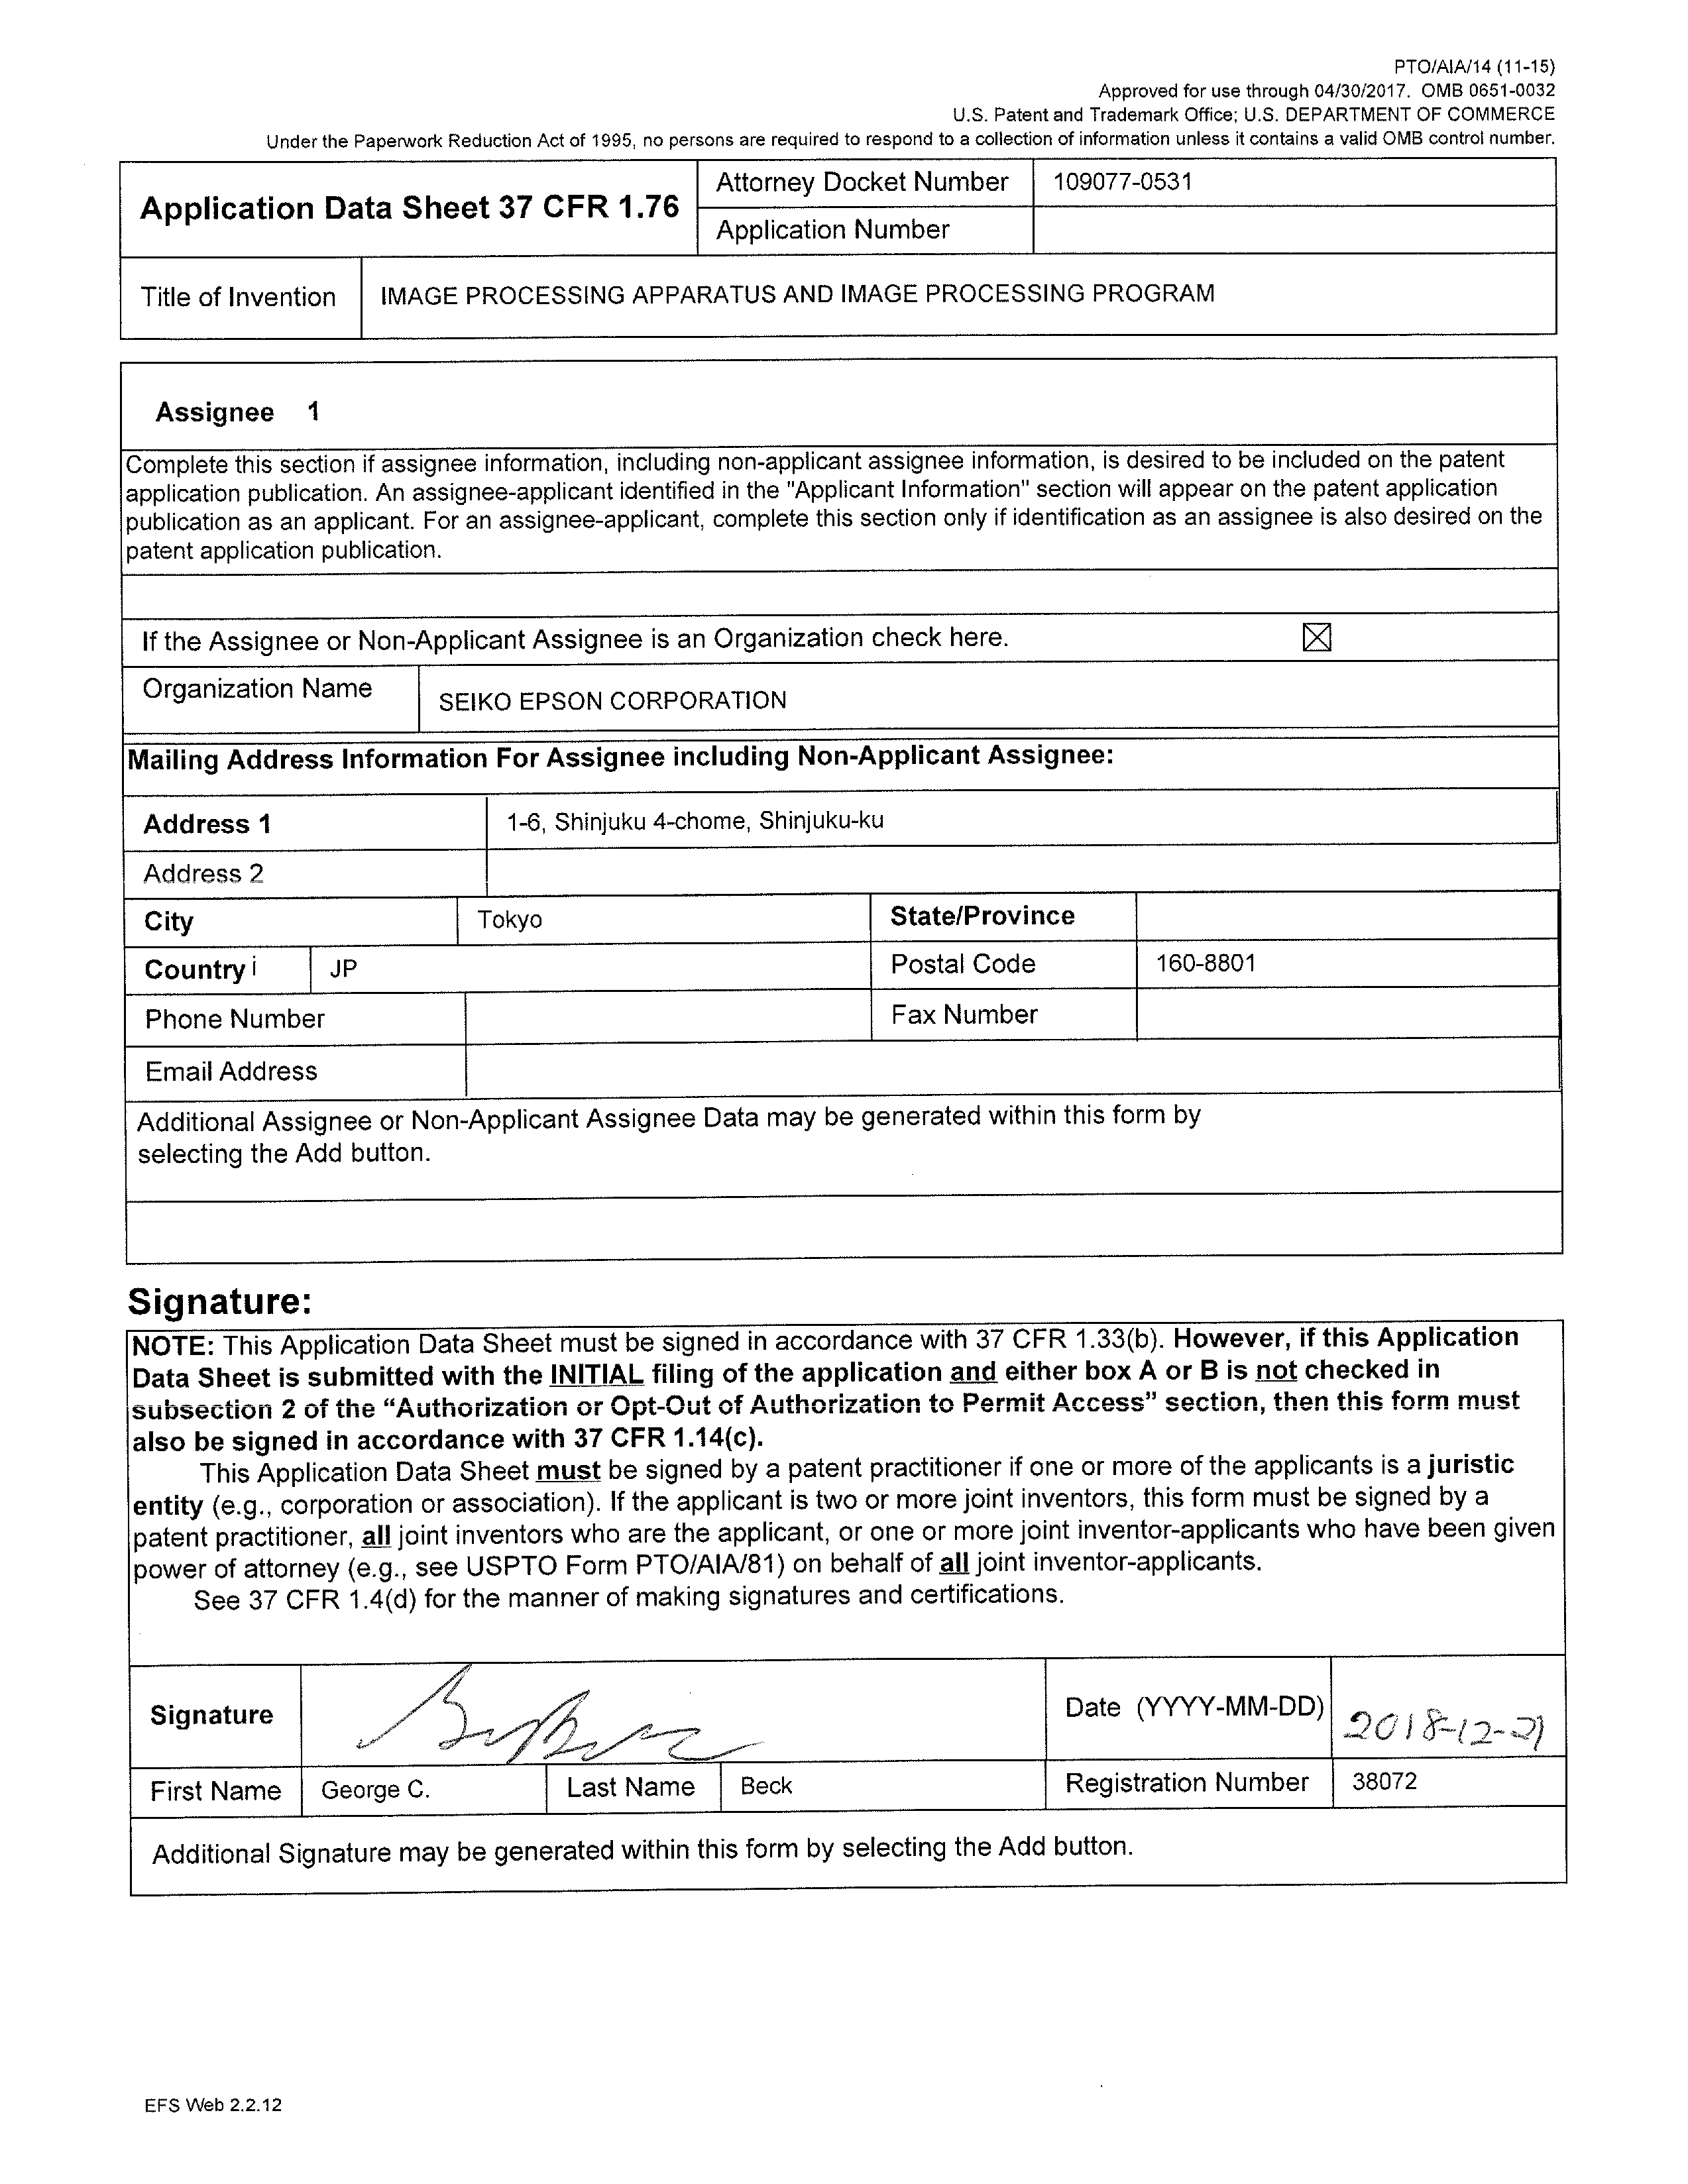 PTO/AIA/14 (11-15)
Approved for use through 04/30/2017. OMB 0651-0032
U.S. Patent and Trademark Office; U.S. DEPARTMENT OF COMMERCE
Under the Paperwork Reduction Act of 1995, no persons are required to respond to a collection of information unless it contains a valid OMB control number.
Application Data Sheet 37 CFR 1.76
Attorney Docket Number 109077-0531
Application Number
Title of Invention IMAGE PROCESSING APPARATUS AND IMAGE PROCESSING PROGRAM
Assignee 1
Complete this section if assignee information, including non-applicant assignee information, is desired to be included on the patent
application publication. An assignee-applicant identified in the "Applicant Information" section will appear on the patent application
publication as an applicant. For an assignee-applicant, complete this section only if identification as an assignee is also desired on the
patent application publication.
If the Assignee or Non-Applicant Assignee is an Organization check here.
Organization Name SEIKO EPSON CORPORATION
Mailing Address Information For Assignee including Non-Applicant Assignee:
Address 1 1-6, Shinjuku 4-chome, Shinjuku-ku
Address 2
City Tokyo State/Province
Country i JP Postal Code 160-8801
Phone Number Fax Number
Email Address
Additional Assignee or Non-Applicant Assignee Data may be generated within this form by
selecting the Add button.
Signature:
NOTE: This Application Data Sheet must be signed in accordance with 37 CFR 1.33(b). However, if this Application
Data Sheet is submitted with the INITIAL filing of the application and either box A or B is not checked in
subsection 2 of the “Authorization or Opt-Out of Authorization to Permit Access” section, then this form must
also be signed in accordance with 37 CFR 1.14(c).
This Application Data Sheet must be signed by a patent practitioner if one or more of the applicants is a juristic
entity (e.g., corporation or association). If the applicant is two or more joint inventors, this form must be signed by a
patent practitioner, all joint inventors who are the applicant, or one or more joint inventor-applicants who have been given
power of attorney (e.g., see USPTO Form PTO/AIA/81) on behalf of all joint inventor-applicants.
See 37 CFR 1.4(d) for the manner of making signatures and certifications.
Signature Date (YYYY-MM-DD) 2018-12-21
First Name George C. Last Name Beck Registration Number 38072
Additional Signature may be generated within this form by selecting the Add button.
EFS Web 2.2.12